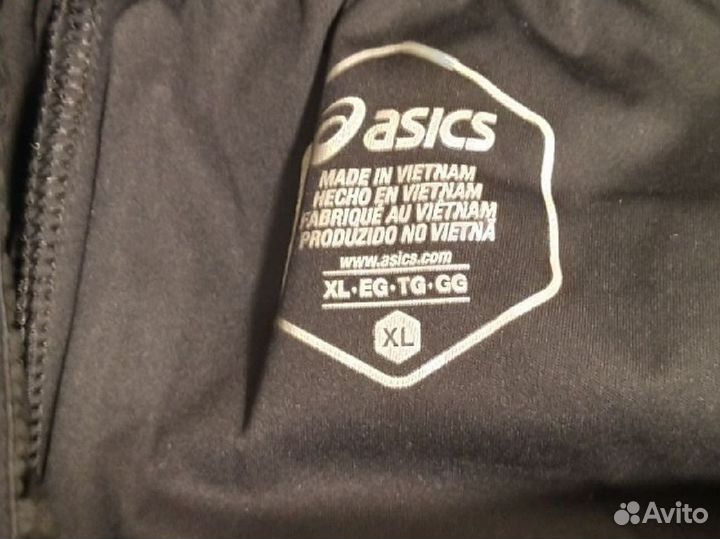 asics
MADE IN VIETNAM
HECHO EN VIETNAM
FABRIQUÉ AU VIÊTNAM
PRODUZIDO NO VIETNÃ
www.asics.com
XL·EG·TG·GG
XL
Avito